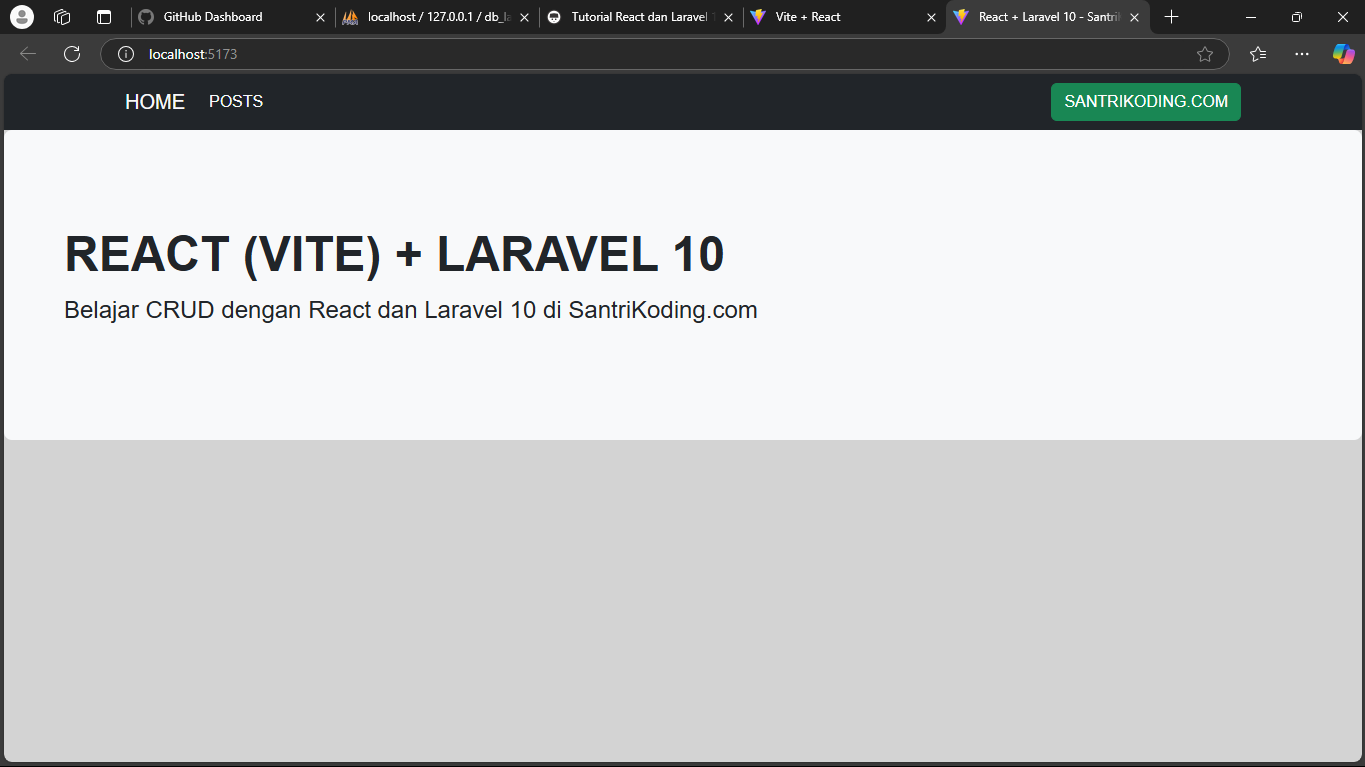 GitHub Dashboard
localhost / 127.0.0.1 / db_la
Tutorial React dan Laravel 1
Vite + React
React + Laravel 10 - Santri
localhost:5173
HOME POSTS SANTRIKODING.COM
REACT (VITE) + LARAVEL 10
Belajar CRUD dengan React dan Laravel 10 di SantriKoding.com